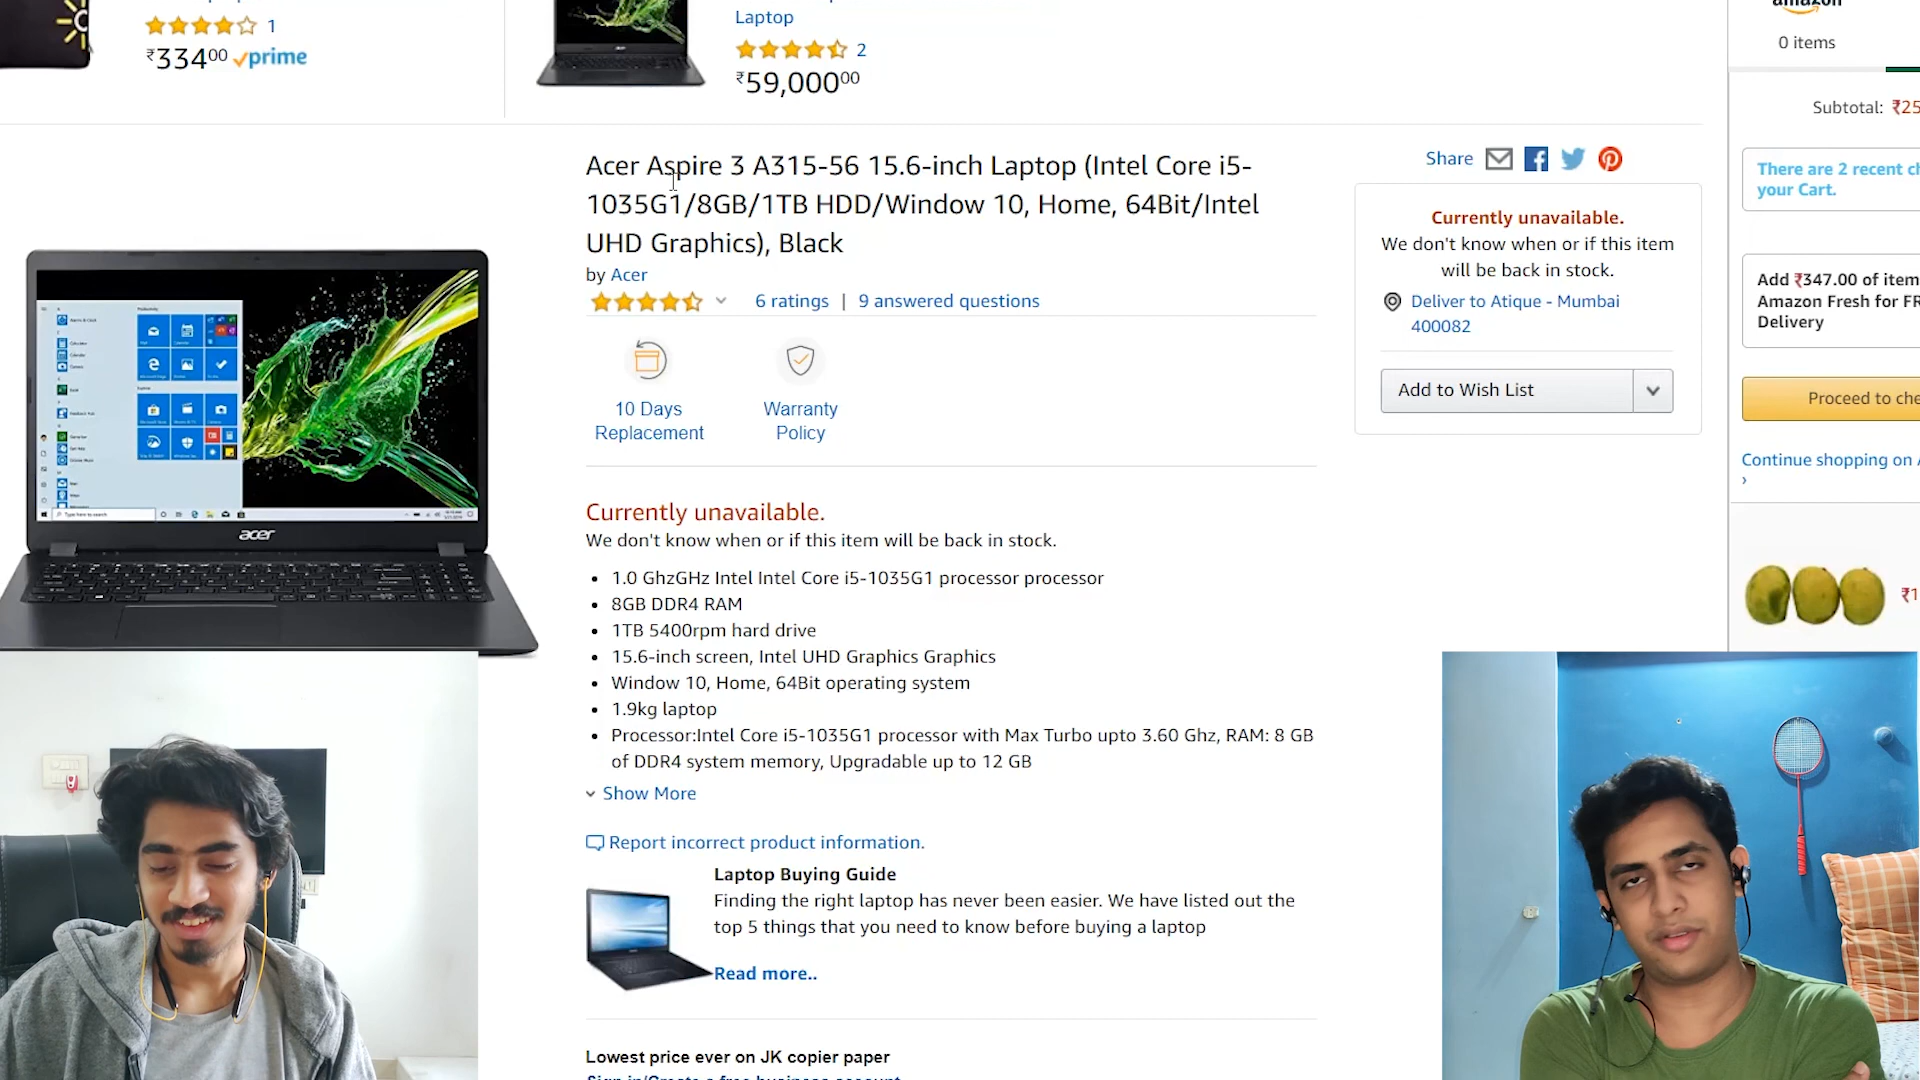 1
₹33400 prime
Laptop
2
₹59,00000
amazon
0 items
Subtotal: ₹25
Acer Aspire 3 A315-56 15.6-inch Laptop (Intel Core i5-
1035G1/8GB/1TB HDD/Window 10, Home, 64Bit/Intel
UHD Graphics), Black
by Acer
6 ratings | 9 answered questions
10 Days
Replacement
Warranty
Policy
Share
Currently unavailable.
We don't know when or if this item
will be back in stock.
Deliver to Atique - Mumbai
400082
Add to Wish List
There are 2 recent ch
your Cart.
Add ₹347.00 of item
Amazon Fresh for FR
Delivery
Proceed to che
Continue shopping on A
›
₹1
acer
Currently unavailable.
We don't know when or if this item will be back in stock.
• 1.0 GhzGHz Intel Intel Core i5-1035G1 processor processor
• 8GB DDR4 RAM
• 1TB 5400rpm hard drive
• 15.6-inch screen, Intel UHD Graphics Graphics
• Window 10, Home, 64Bit operating system
• 1.9kg laptop
• Processor:Intel Core i5-1035G1 processor with Max Turbo upto 3.60 Ghz, RAM: 8 GB
of DDR4 system memory, Upgradable up to 12 GB
Show More
Report incorrect product information.
Laptop Buying Guide
Finding the right laptop has never been easier. We have listed out the
top 5 things that you need to know before buying a laptop
Read more..
Lowest price ever on JK copier paper
Sign in/Create a free business account